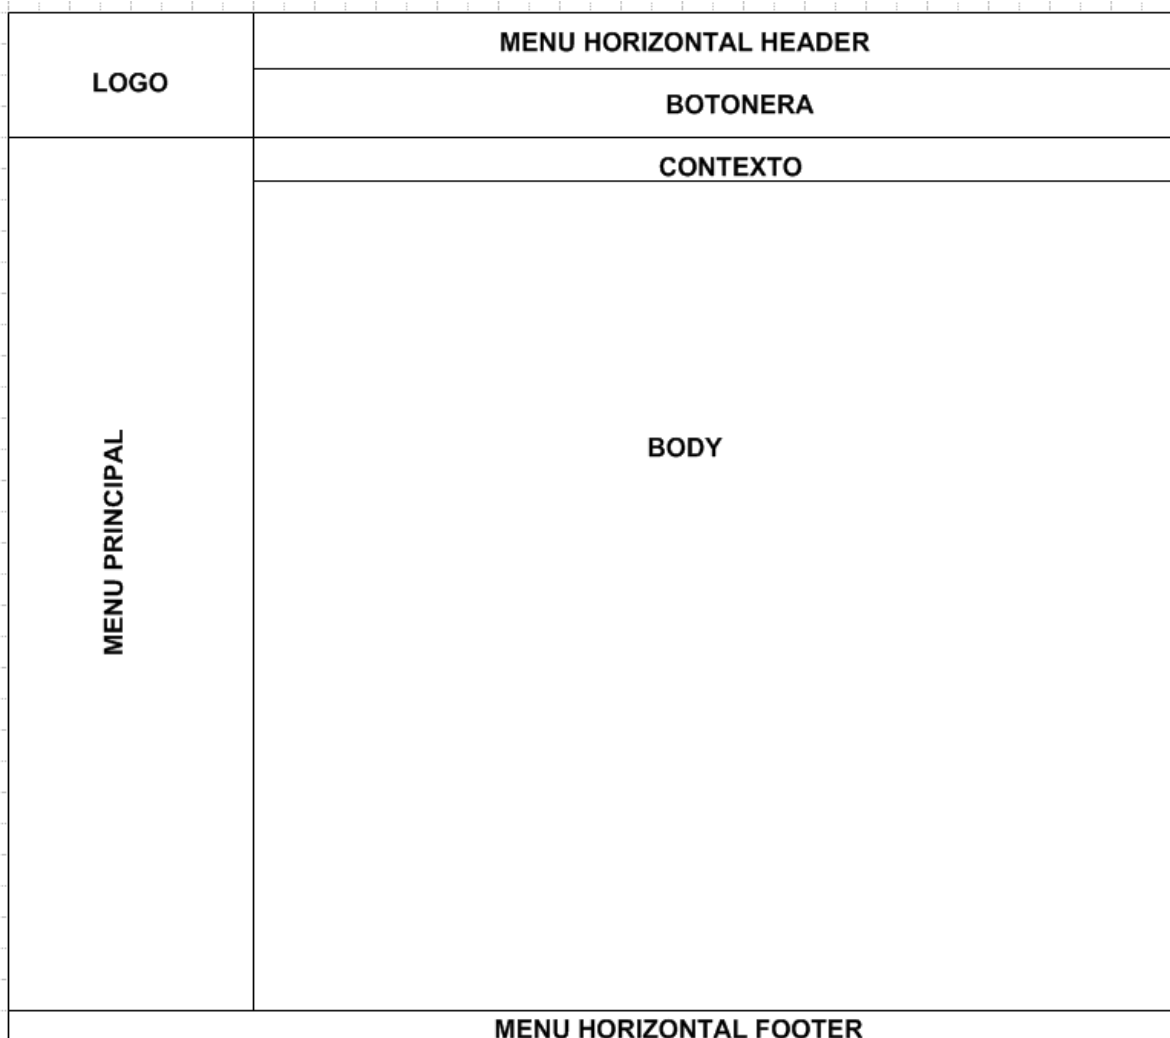 MENU HORIZONTAL HEADER
LOGO
BOTONERA
CONTEXTO
BODY
MENU PRINCIPAL
MENU HORIZONTAL FOOTER